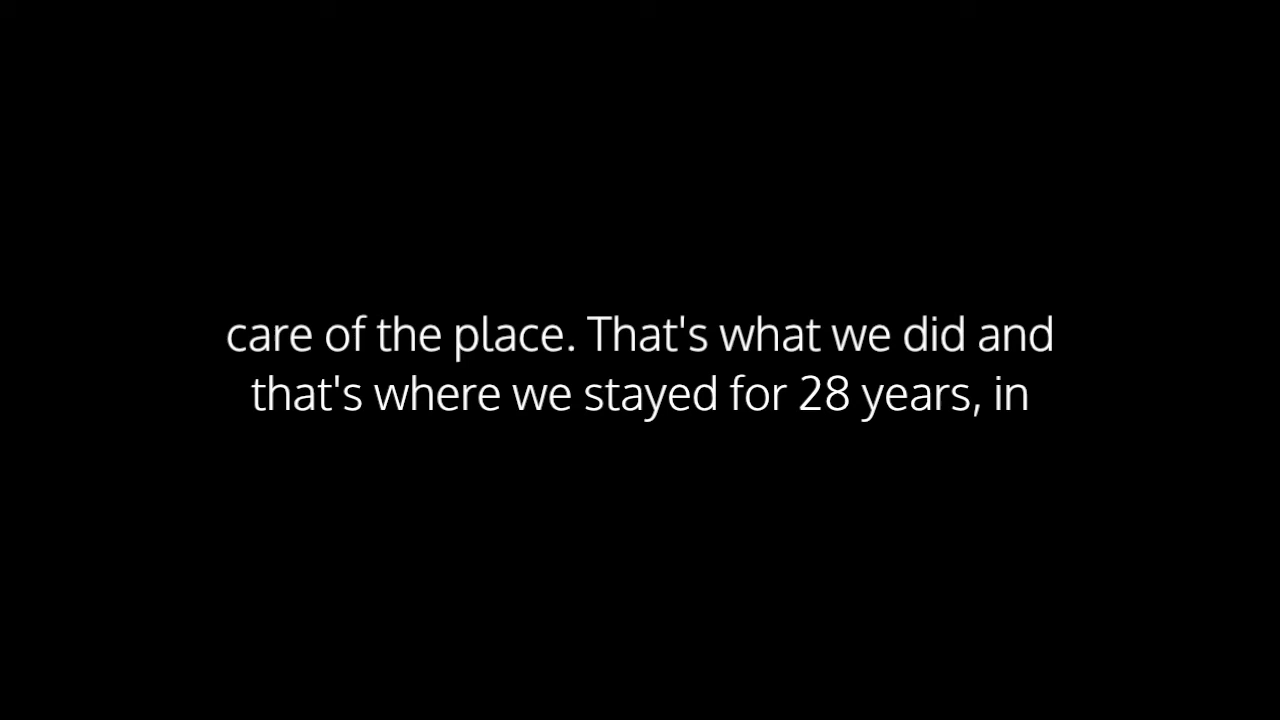 care of the place. That's what we did and
that's where we stayed for 28 years, in